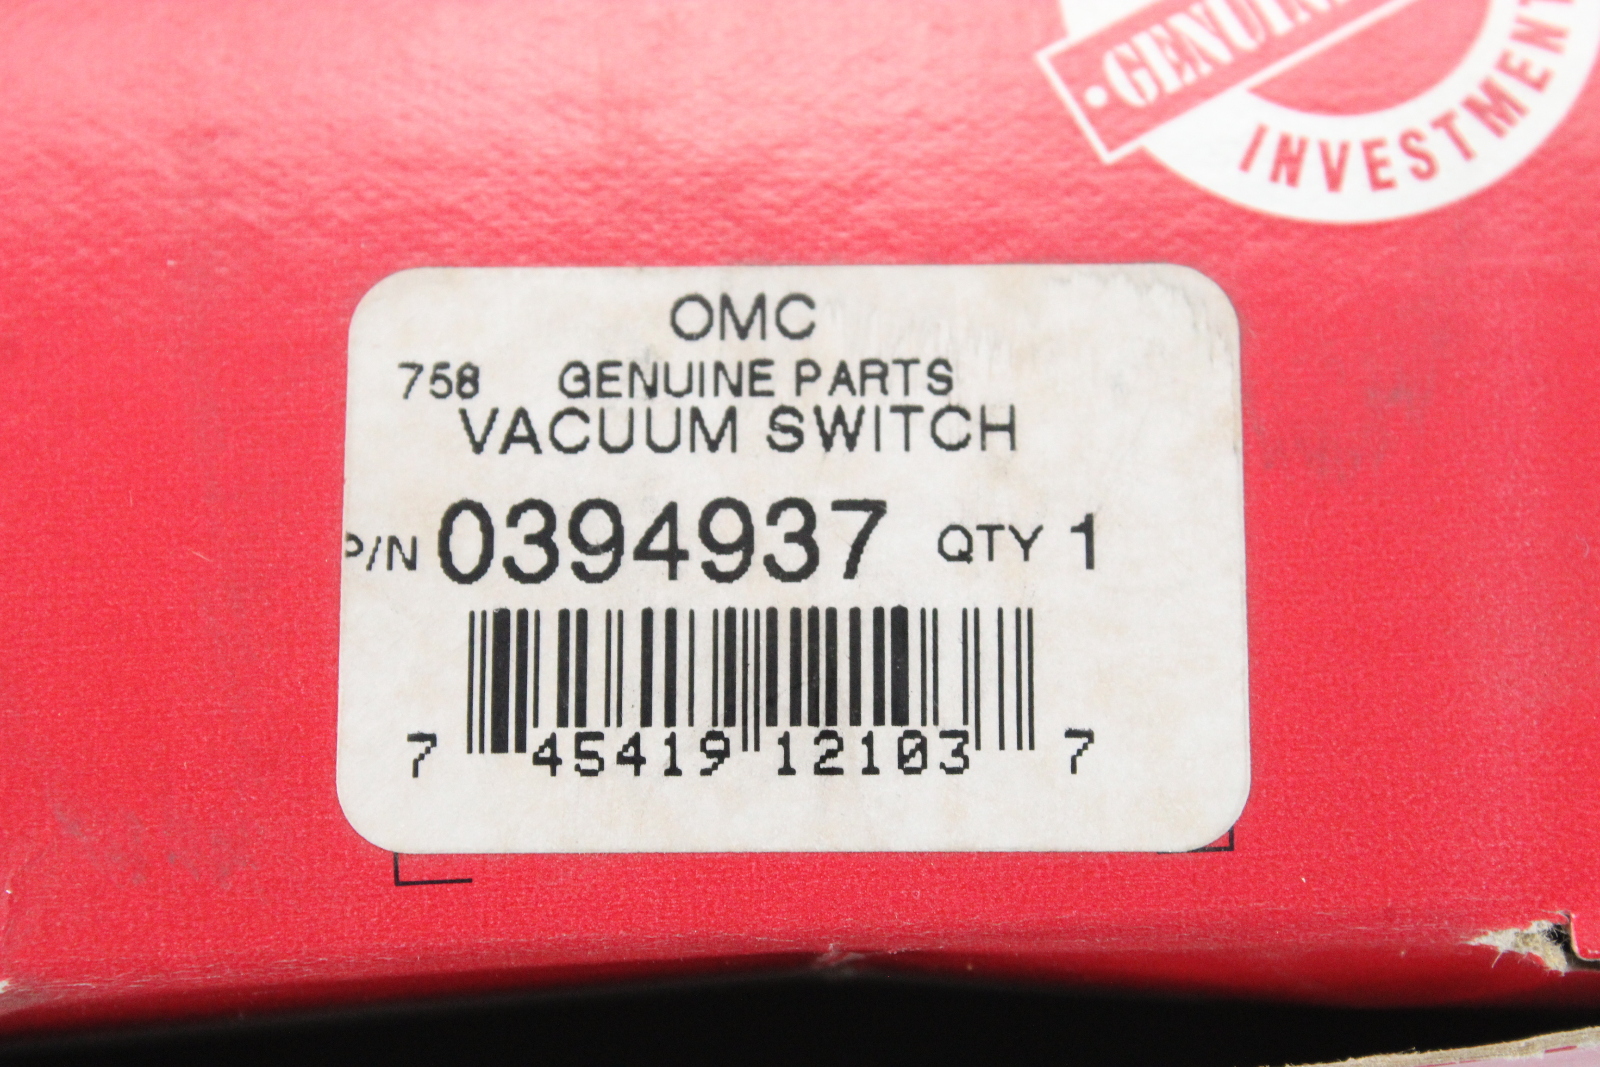 ·GENUINE
INVESTMENT
OMC
758 GENUINE PARTS
VACUUM SWITCH
P/N 0394937 QTY 1
7 45419 12103 7